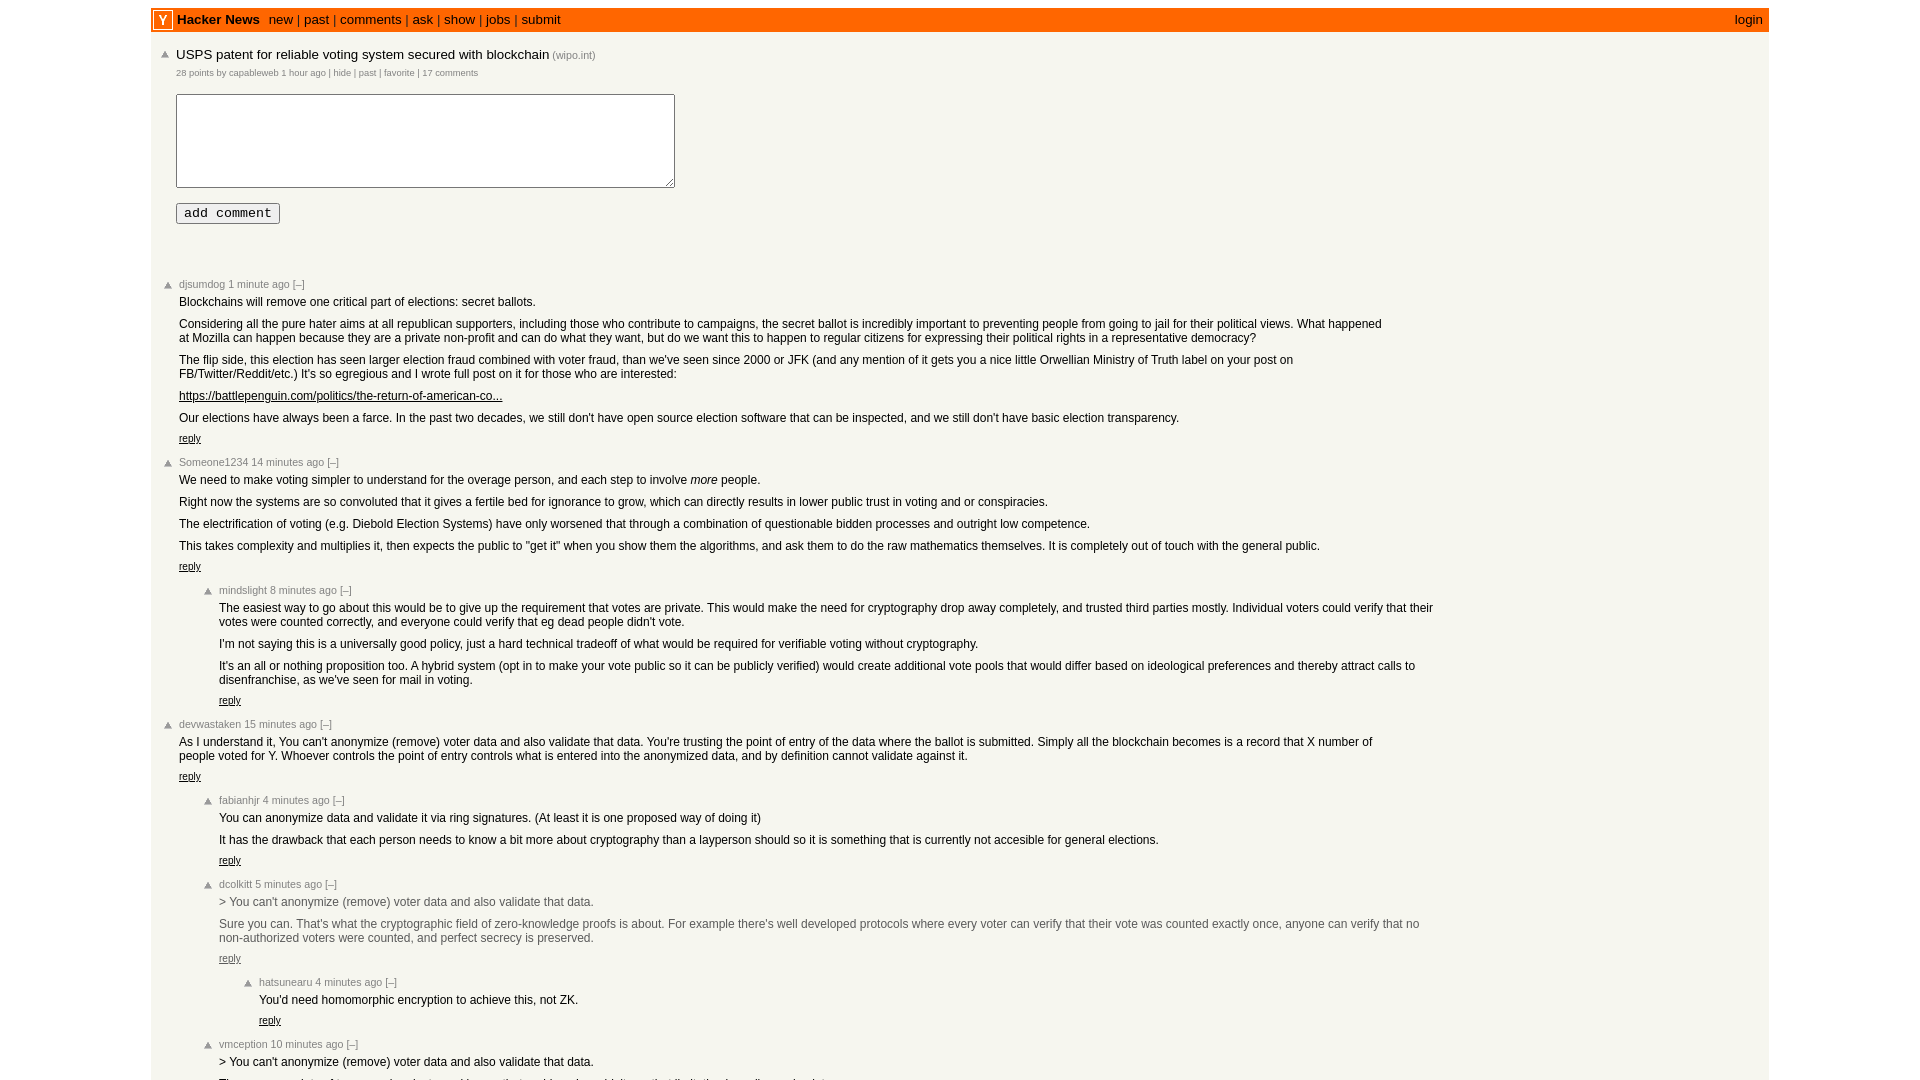 Y Hacker News new | past | comments | ask | show | jobs | submit login
USPS patent for reliable voting system secured with blockchain (wipo.int)
28 points by capableweb 1 hour ago | hide | past | favorite | 17 comments
add comment
djsumdog 1 minute ago [–]
Blockchains will remove one critical part of elections: secret ballots.
Considering all the pure hater aims at all republican supporters, including those who contribute to campaigns, the secret ballot is incredibly important to preventing people from going to jail for their political views. What happened
at Mozilla can happen because they are a private non-profit and can do what they want, but do we want this to happen to regular citizens for expressing their political rights in a representative democracy?
The flip side, this election has seen larger election fraud combined with voter fraud, than we've seen since 2000 or JFK (and any mention of it gets you a nice little Orwellian Ministry of Truth label on your post on
FB/Twitter/Reddit/etc.) It's so egregious and I wrote full post on it for those who are interested:
https://battlepenguin.com/politics/the-return-of-american-co...
Our elections have always been a farce. In the past two decades, we still don't have open source election software that can be inspected, and we still don't have basic election transparency.
reply
Someone1234 14 minutes ago [–]
We need to make voting simpler to understand for the overage person, and each step to involve more people.
Right now the systems are so convoluted that it gives a fertile bed for ignorance to grow, which can directly results in lower public trust in voting and or conspiracies.
The electrification of voting (e.g. Diebold Election Systems) have only worsened that through a combination of questionable bidden processes and outright low competence.
This takes complexity and multiplies it, then expects the public to "get it" when you show them the algorithms, and ask them to do the raw mathematics themselves. It is completely out of touch with the general public.
reply
mindslight 8 minutes ago [–]
The easiest way to go about this would be to give up the requirement that votes are private. This would make the need for cryptography drop away completely, and trusted third parties mostly. Individual voters could verify that their
votes were counted correctly, and everyone could verify that eg dead people didn't vote.
I'm not saying this is a universally good policy, just a hard technical tradeoff of what would be required for verifiable voting without cryptography.
It's an all or nothing proposition too. A hybrid system (opt in to make your vote public so it can be publicly verified) would create additional vote pools that would differ based on ideological preferences and thereby attract calls to
disenfranchise, as we've seen for mail in voting.
reply
devwastaken 15 minutes ago [–]
As I understand it, You can't anonymize (remove) voter data and also validate that data. You're trusting the point of entry of the data where the ballot is submitted. Simply all the blockchain becomes is a record that X number of
people voted for Y. Whoever controls the point of entry controls what is entered into the anonymized data, and by definition cannot validate against it.
reply
fabianhjr 4 minutes ago [–]
You can anonymize data and validate it via ring signatures. (At least it is one proposed way of doing it)
It has the drawback that each person needs to know a bit more about cryptography than a layperson should so it is something that is currently not accesible for general elections.
reply
dcolkitt 5 minutes ago [–]
> You can't anonymize (remove) voter data and also validate that data.
Sure you can. That's what the cryptographic field of zero-knowledge proofs is about. For example there's well developed protocols where every voter can verify that their vote was counted exactly once, anyone can verify that no
non-authorized voters were counted, and perfect secrecy is preserved.
reply
hatsunearu 4 minutes ago [–]
You'd need homomorphic encryption to achieve this, not ZK.
reply
vmception 10 minutes ago [–]
> You can't anonymize (remove) voter data and also validate that data.